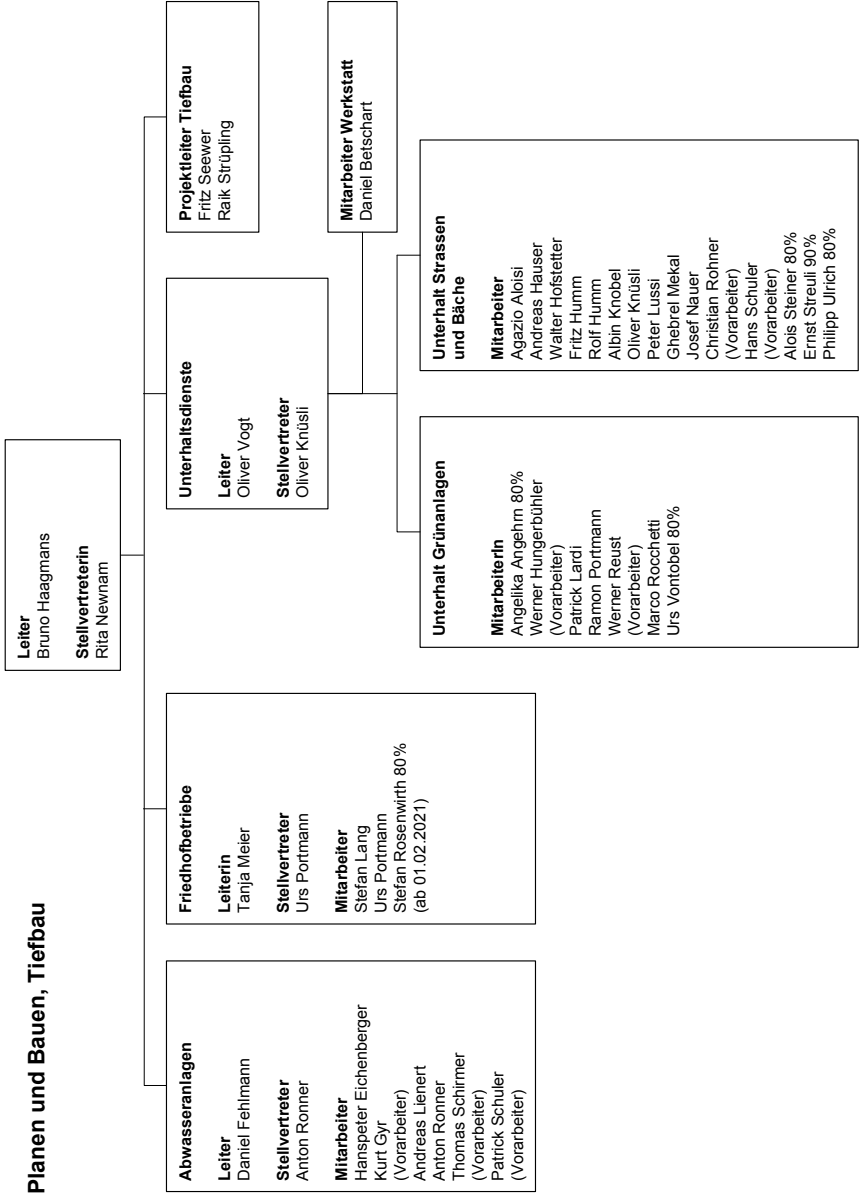 Planen und Bauen, Tiefbau
Leiter
Bruno Haagmans
Stellvertreterin
Rita Newnam
Abwasseranlagen
Leiter
Daniel Fehlmann
Stellvertreter
Anton Ronner
Mitarbeiter
Hanspeter Eichenberger
Kurt Gyr
(Vorarbeiter)
Andreas Lienert
Anton Ronner
Thomas Schirmer
(Vorarbeiter)
Patrick Schuler
(Vorarbeiter)
Friedhofbetriebe
Leiterin
Tanja Meier
Stellvertreter
Urs Portmann
Mitarbeiter
Stefan Lang
Urs Portmann
Stefan Rosenwirth 80%
(ab 01.02.2021)
Unterhaltsdienste
Leiter
Oliver Vogt
Stellvertreter
Oliver Knüsli
Projektleiter Tiefbau
Fritz Seewer
Raik Strüpling
Mitarbeiter Werkstatt
Daniel Betschart
Unterhalt Grünanlagen
MitarbeiterIn
Angelika Angehrn 80%
Werner Hungerbühler
(Vorarbeiter)
Patrick Lardi
Ramon Portmann
Werner Reust
(Vorarbeiter)
Marco Rocchetti
Urs Vontobel 80%
Unterhalt Strassen
und Bäche
Mitarbeiter
Agazio Aloisi
Andreas Hauser
Walter Hofstetter
Fritz Humm
Rolf Humm
Albin Knobel
Oliver Knüsli
Peter Lussi
Ghebrel Mekal
Josef Nauer
Christian Rohner
(Vorarbeiter)
Hans Schuler
(Vorarbeiter)
Alois Steiner 80%
Ernst Streuli 90%
Philipp Ulrich 80%